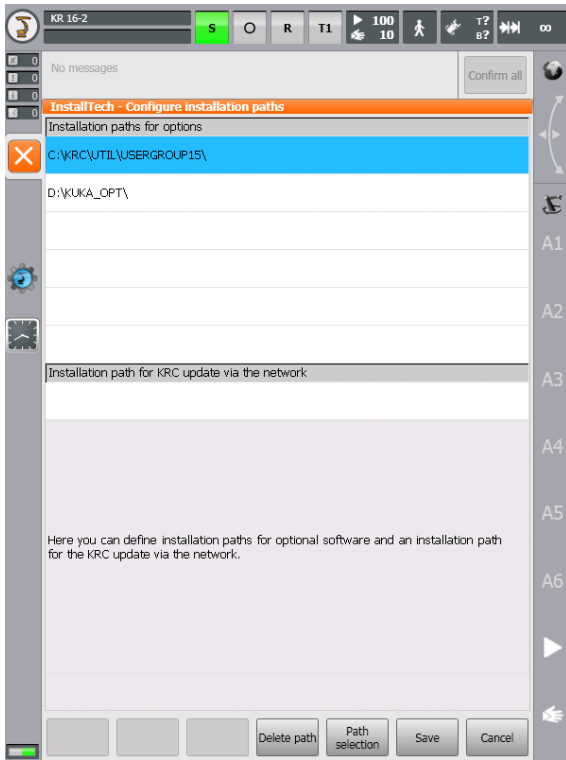 KR 16-2
S O R T1 100 10 T? B? ∞
0
0
0
0
No messages
Confirm all
InstallTech - Configure installation paths
Installation paths for options
C:\KRC\UTIL\USERGROUP15\
D:\KUKA_OPT\
A1
A2
Installation path for KRC update via the network
A3
A4
A5
Here you can define installation paths for optional software and an installation path
for the KRC update via the network.
A6
Delete path
Path
selection
Save
Cancel